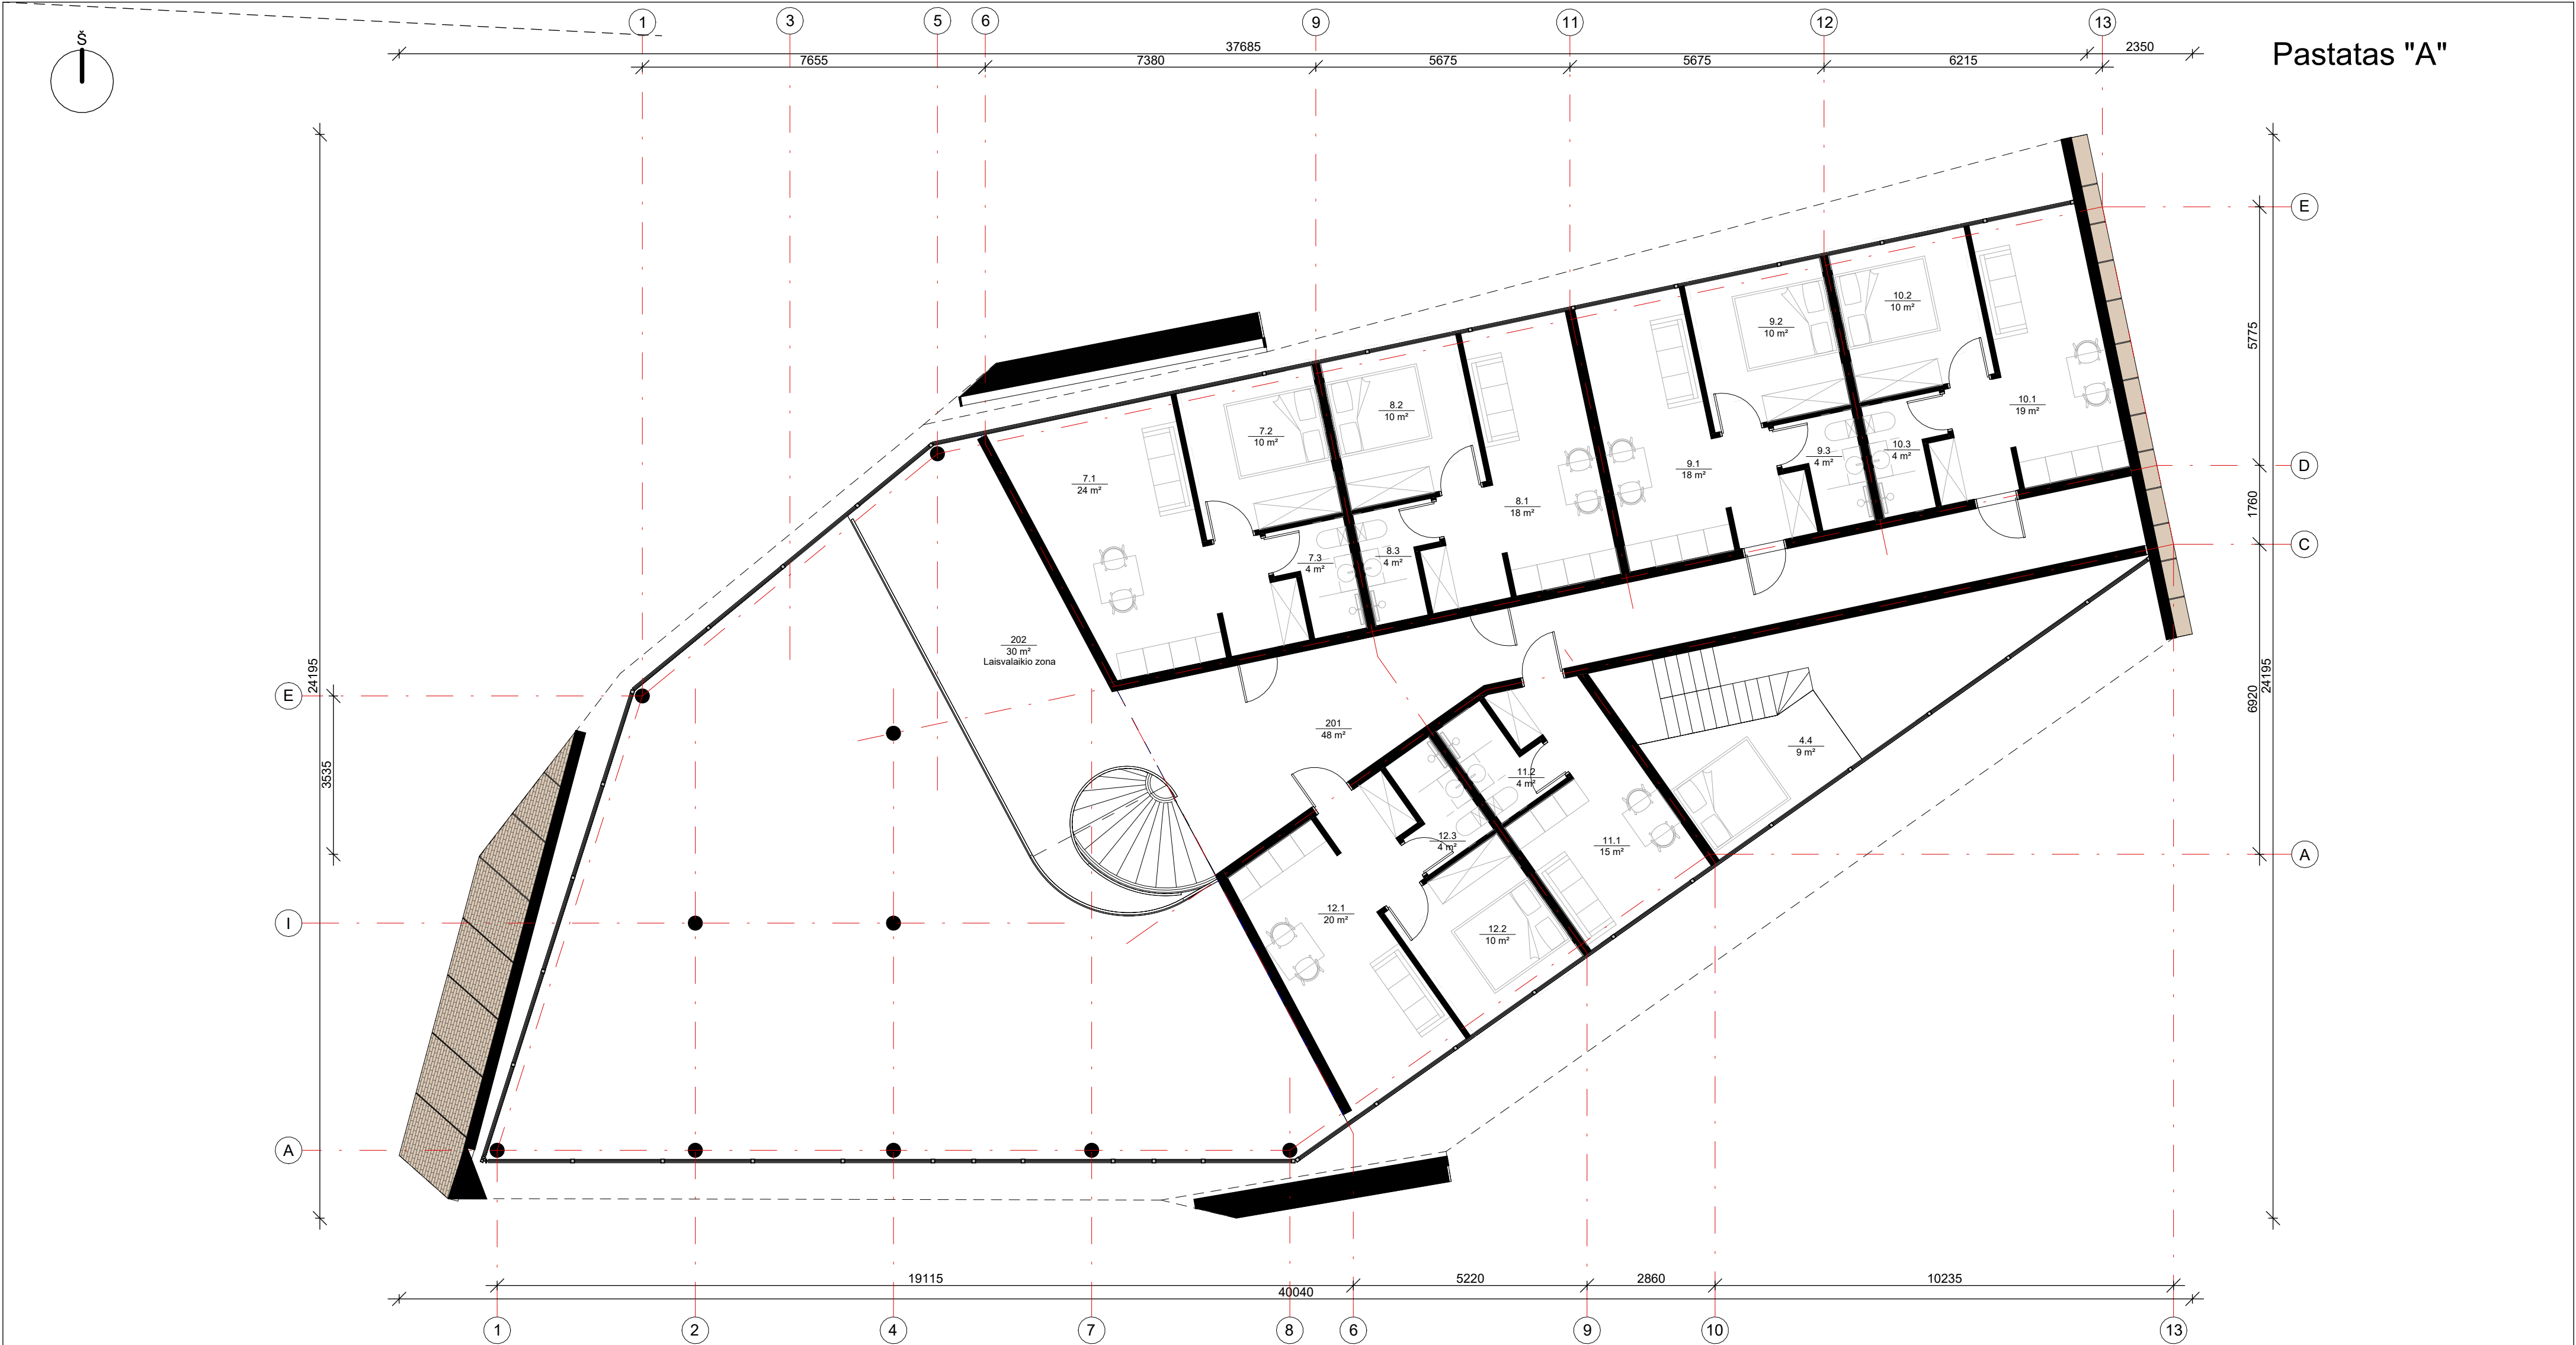 Š
1
3
5
6
9
11
12
13
37685
2350
Pastatas "A"
7655
7380
5675
5675
6215
E
5775
10.2
10 m²
9.2
10 m²
10.1
19 m²
8.2
10 m²
7.2
10 m²
10.3
4 m²
9.3
4 m²
9.1
18 m²
D
7.1
24 m²
8.1
18 m²
1760
C
8.3
4 m²
7.3
4 m²
202
30 m²
Laisvalaikio zona
24195
24195
6920
E
201
48 m²
4.4
9 m²
3535
11.2
4 m²
12.3
4 m²
11.1
15 m²
A
12.1
20 m²
I
12.2
10 m²
A
19115
5220
2860
10235
40040
1
2
4
7
8
6
9
10
13